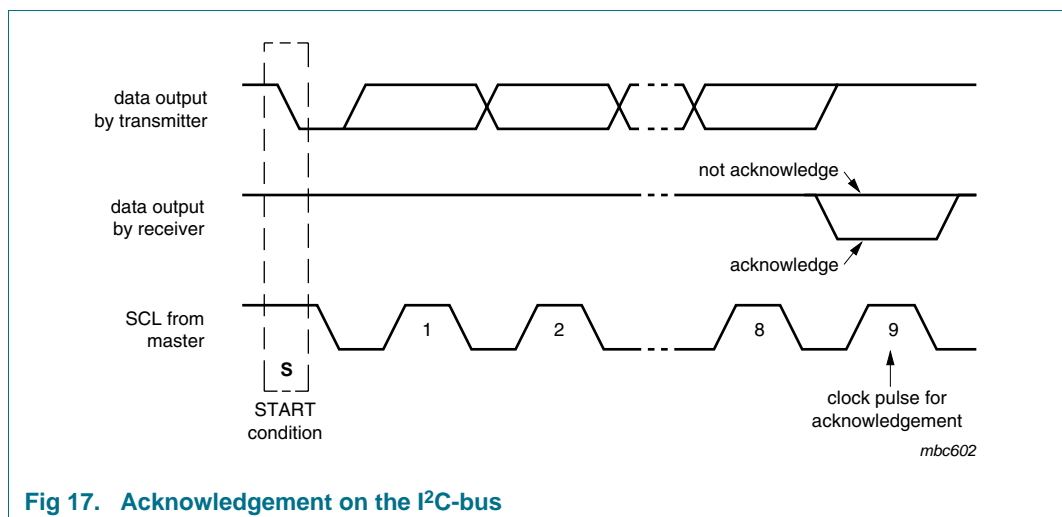 data output
by transmitter
not acknowledge
data output
by receiver
acknowledge
SCL from
master
1
2
8
9
S
START
condition
clock pulse for
acknowledgement
mbc602
Fig 17. Acknowledgement on the I²C-bus